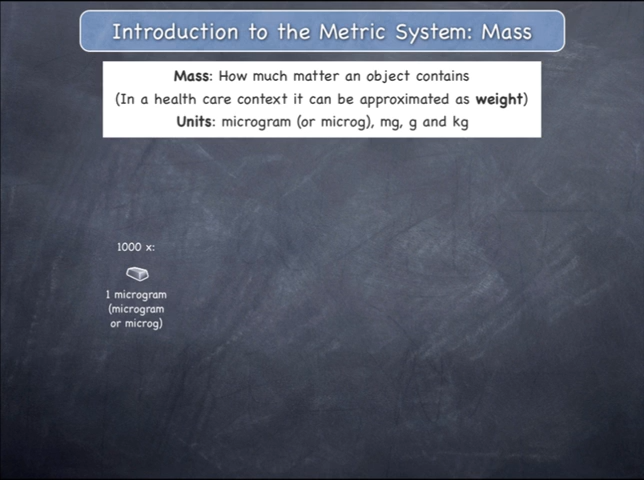 Introduction to the Metric System: Mass
Mass: How much matter an object contains
(In a health care context it can be approximated as weight)
Units: microgram (or microg), mg, g and kg
1000 x:
1 microgram
(microgram
or microg)